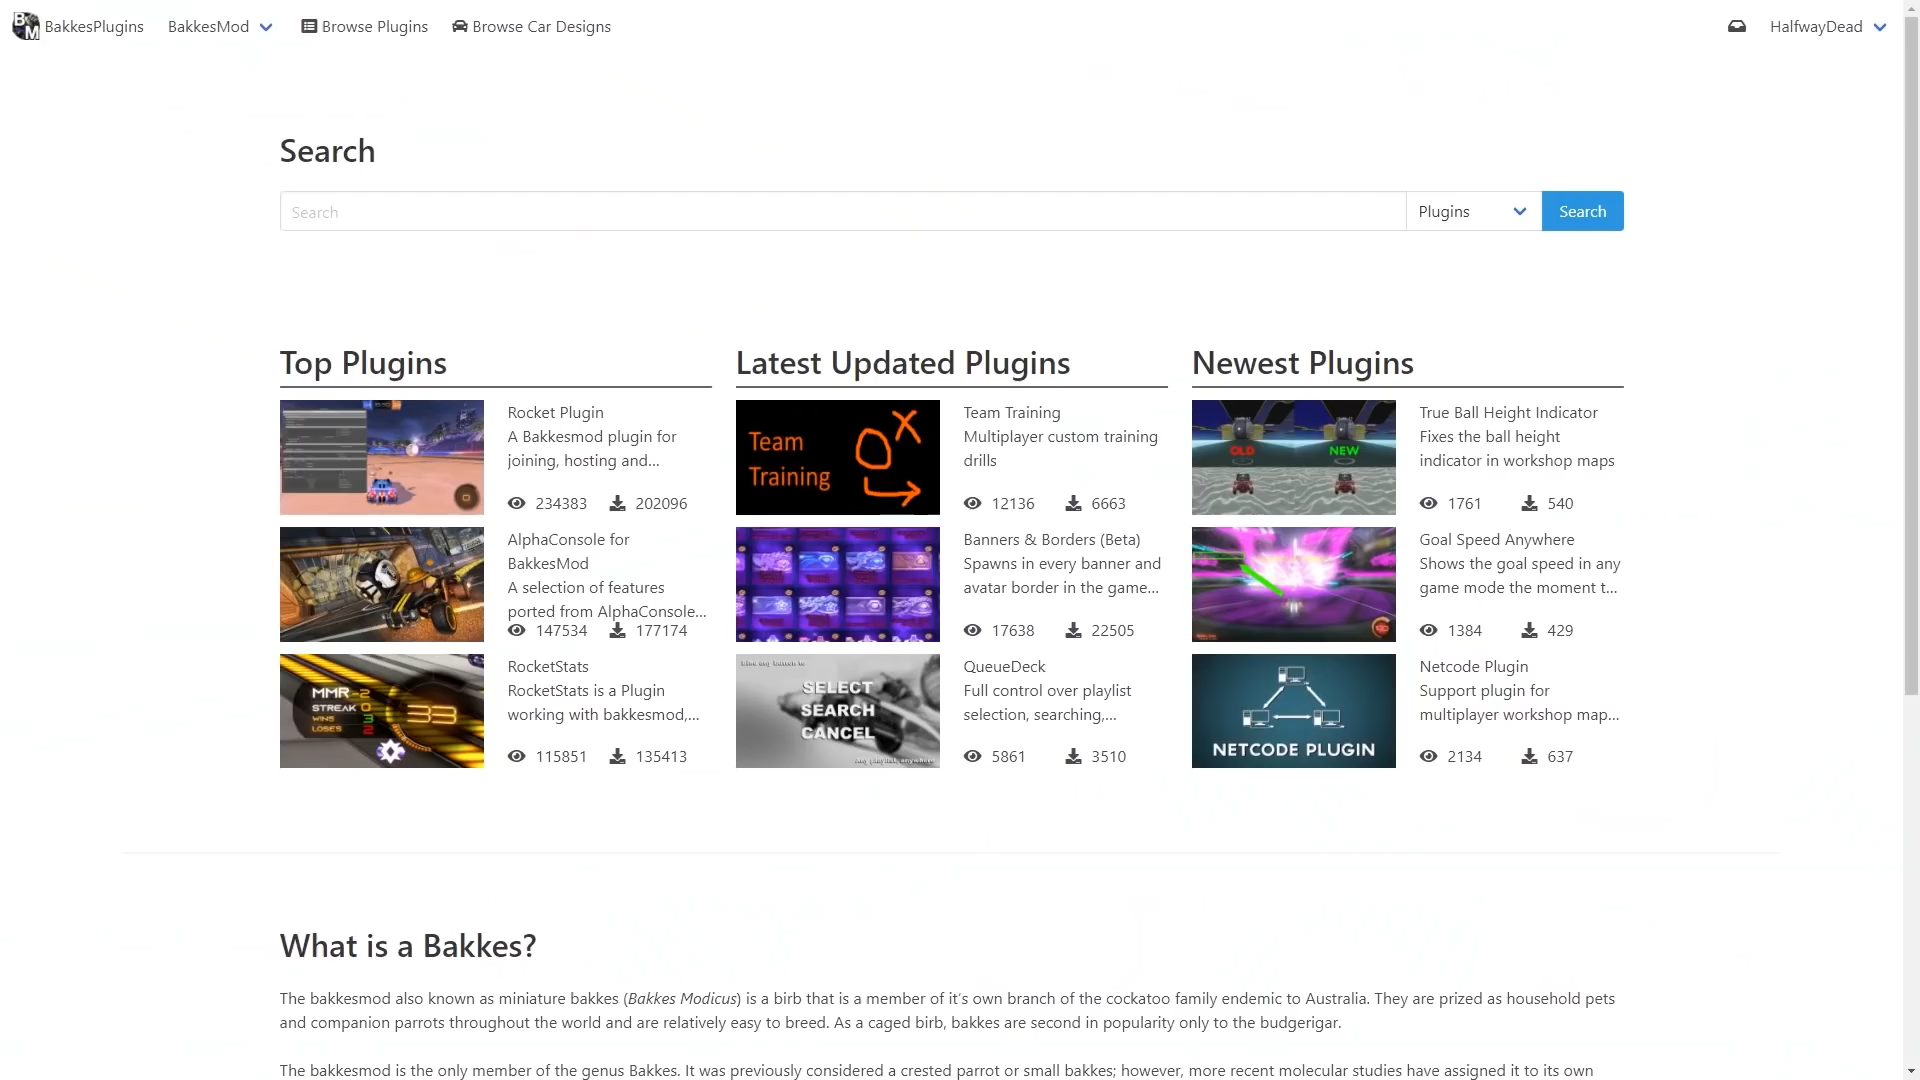 BakkesPlugins BakkesMod Browse Plugins Browse Car Designs HalfwayDead
Search
Search Plugins Search
Top Plugins
Rocket Plugin
A Bakkesmod plugin for
joining, hosting and...
234383 202096
AlphaConsole for
BakkesMod
A selection of features
ported from AlphaConsole...
147534 177174
MMR -2
STREAK 0
WINS 3
LOSES 2
33
RocketStats
RocketStats is a Plugin
working with bakkesmod,...
115851 135413
Latest Updated Plugins
Team
Training
Team Training
Multiplayer custom training
drills
12136 6663
Banners & Borders (Beta)
Spawns in every banner and
avatar border in the game...
17638 22505
SELECT
SEARCH
CANCEL
QueueDeck
Full control over playlist
selection, searching,...
5861 3510
Newest Plugins
OLD NEW
True Ball Height Indicator
Fixes the ball height
indicator in workshop maps
1761 540
Goal Speed Anywhere
Shows the goal speed in any
game mode the moment t...
1384 429
NETCODE PLUGIN
Netcode Plugin
Support plugin for
multiplayer workshop map...
2134 637
What is a Bakkes?
The bakkesmod also known as miniature bakkes (Bakkes Modicus) is a birb that is a member of it's own branch of the cockatoo family endemic to Australia. They are prized as household pets
and companion parrots throughout the world and are relatively easy to breed. As a caged birb, bakkes are second in popularity only to the budgerigar.
The bakkesmod is the only member of the genus Bakkes. It was previously considered a crested parrot or small bakkes; however, more recent molecular studies have assigned it to its own